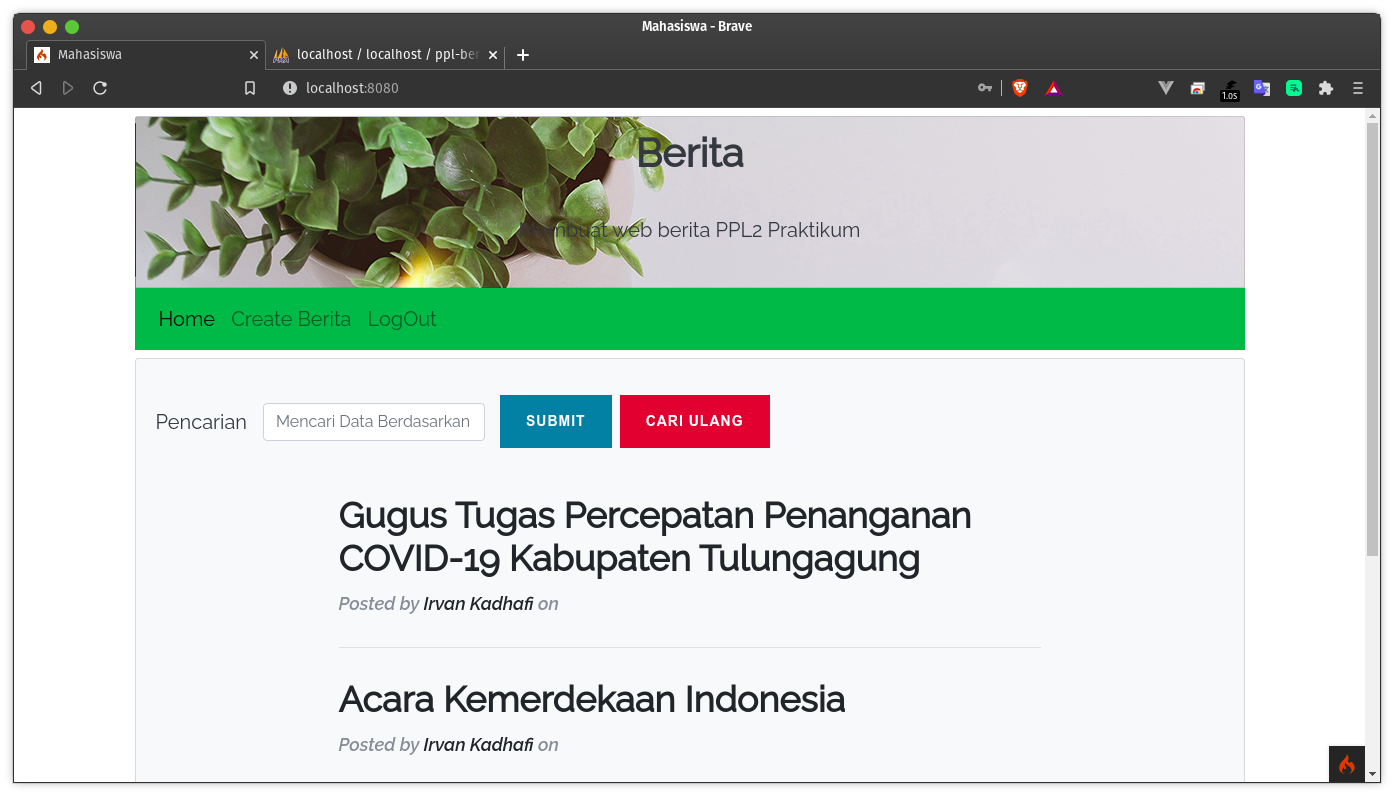 Mahasiswa - Brave
Mahasiswa
localhost / localhost / ppl-ber
localhost:8080
1.0s
Berita
Membuat web berita PPL2 Praktikum
Home Create Berita LogOut
Pencarian Mencari Data Berdasarkan SUBMIT CARI ULANG
Gugus Tugas Percepatan Penanganan
COVID-19 Kabupaten Tulungagung
Posted by Irvan Kadhafi on
Acara Kemerdekaan Indonesia
Posted by Irvan Kadhafi on